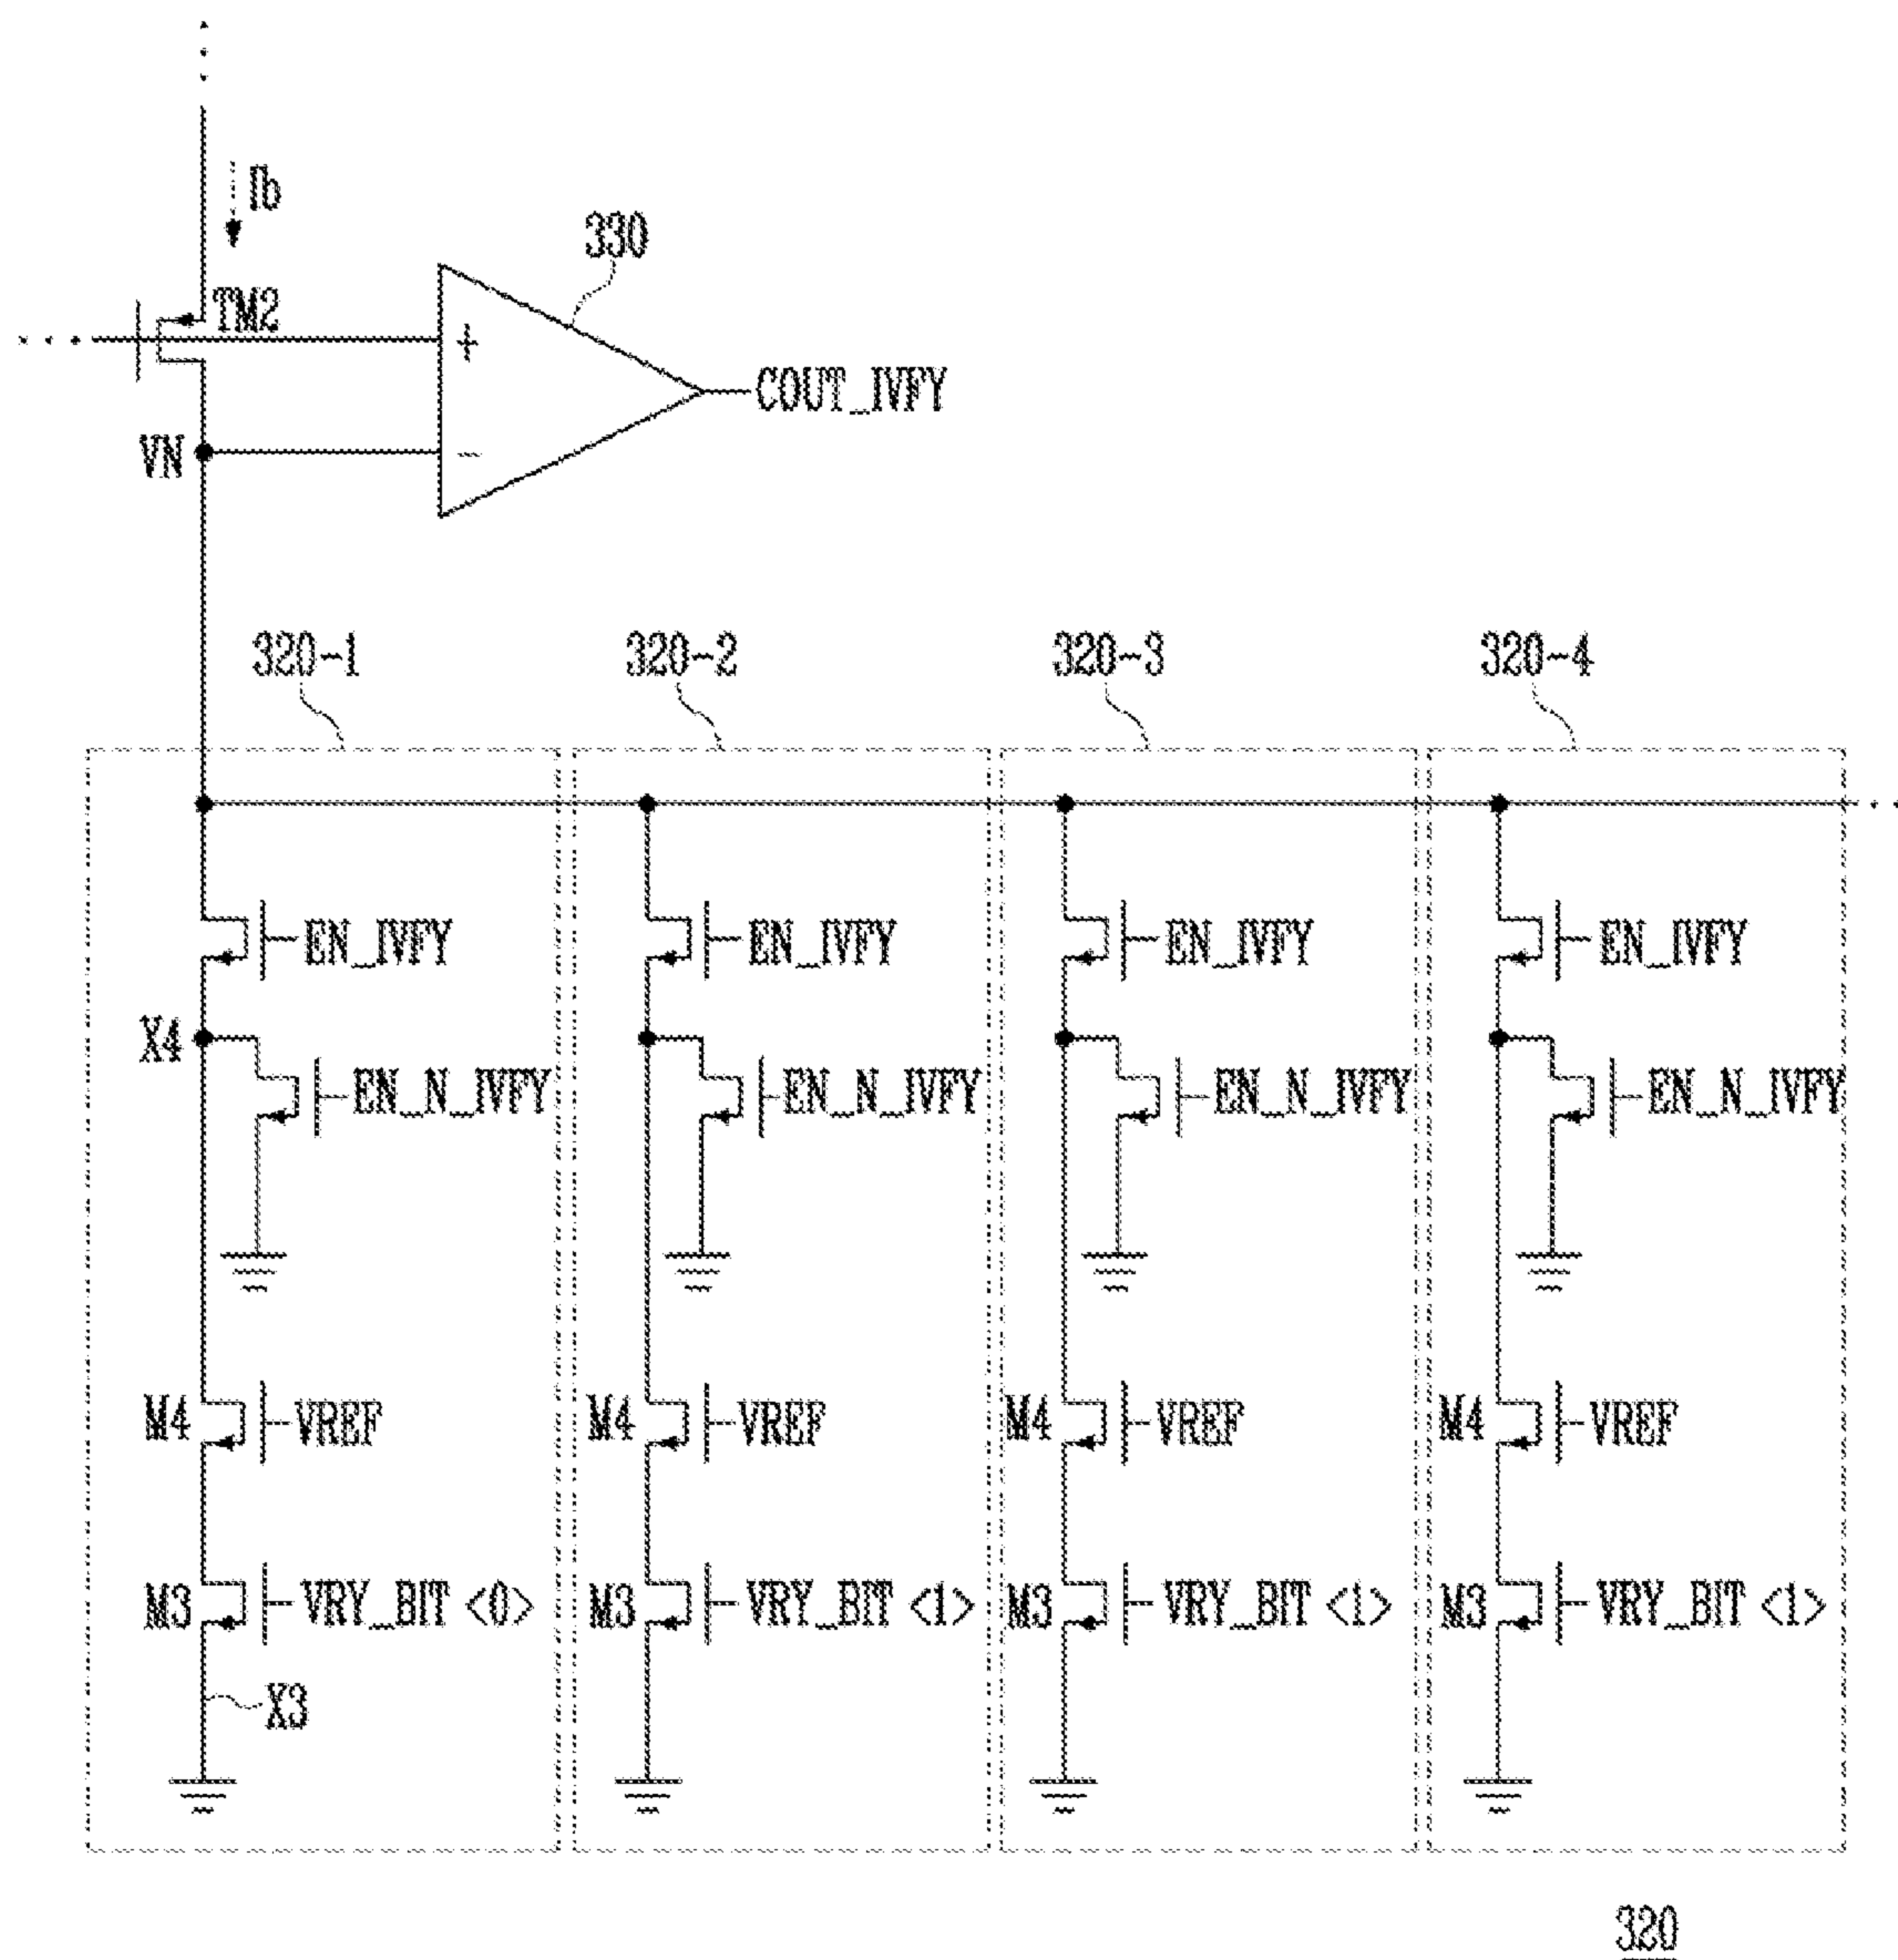 Ib
330
TM2
+
COUT_IVFY
VN
−
320-1 320-2 320-3 320-4
EN_IVFY EN_IVFY EN_IVFY EN_IVFY
X4
EN_N_IVFY EN_N_IVFY EN_N_IVFY EN_N_IVFY
M4 VREF M4 VREF M4 VREF M4 VREF
M3 VRY_BIT <0> M3 VRY_BIT <1> M3 VRY_BIT <1> M3 VRY_BIT <1>
X3
320